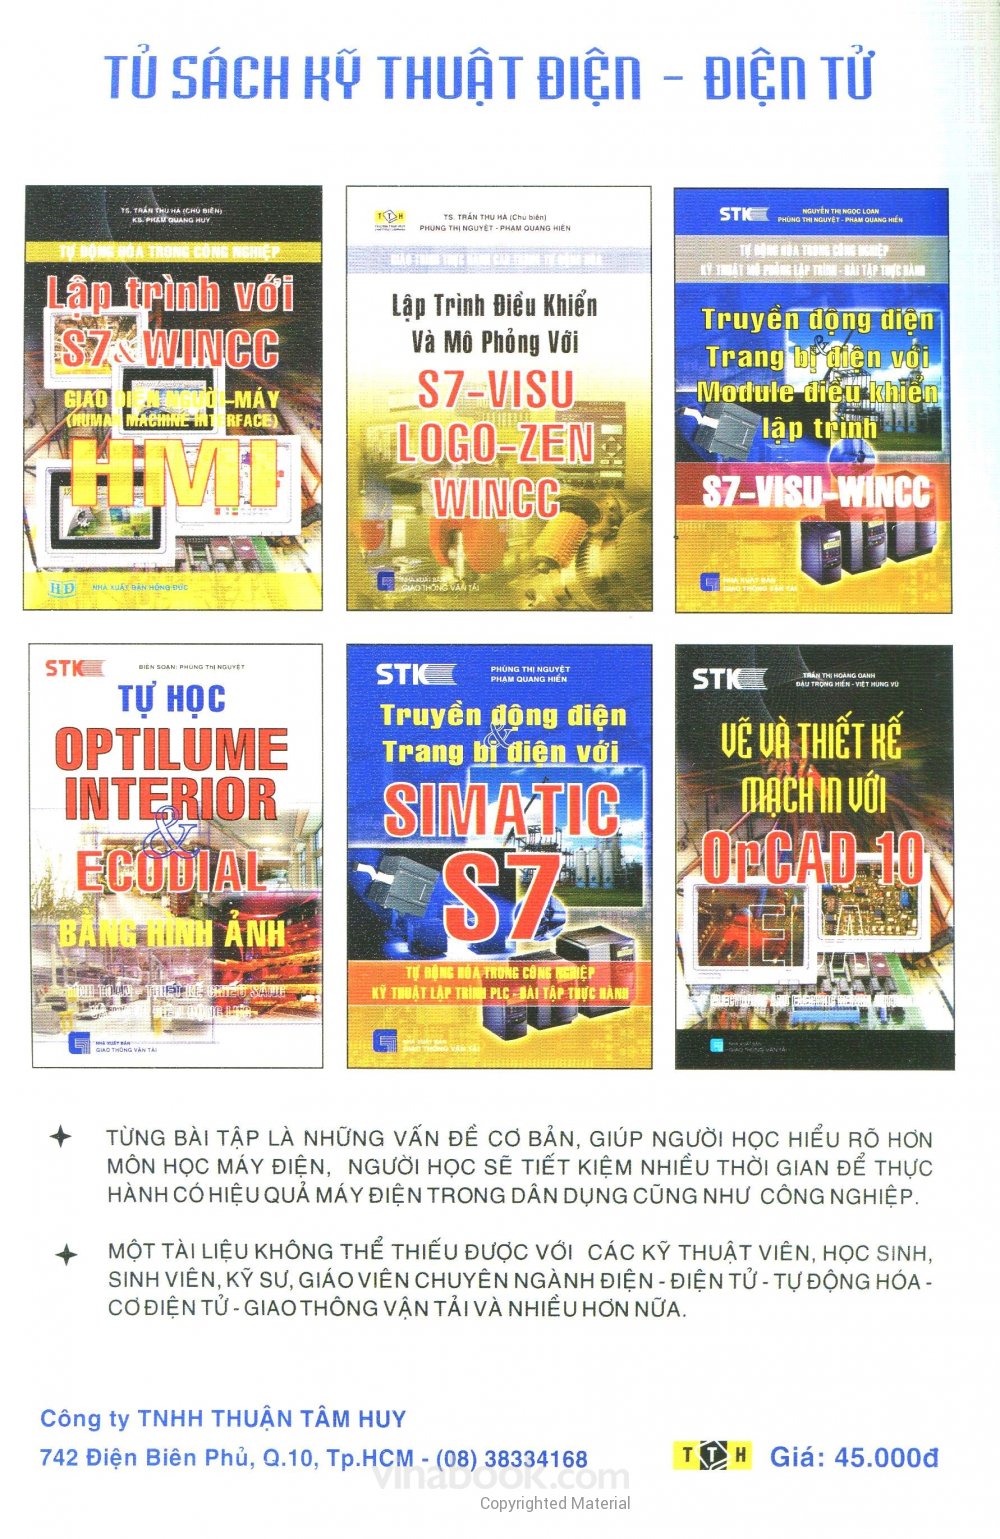 TỦ SÁCH KỸ THUẬT ĐIỆN - ĐIỆN TỬ
TS. TRẦN THU HÀ (CHỦ BIÊN)
KS. PHẠM QUANG HUY
TỰ ĐỘNG HÓA TRONG CÔNG NGHIỆP
Lập trình với
S7 & WINCC
GIAO DIỆN NGƯỜI-MÁY
(HUMAN MACHINE INTERFACE)
HMI
HĐ NHÀ XUẤT BẢN HỒNG ĐỨC
TTH
TS. TRẦN THU HÀ (Chủ biên)
PHÙNG THỊ NGUYỆT - PHẠM QUANG HIỂN
Lập Trình Điều Khiển
Và Mô Phỏng Với
S7-VISU
LOGO-ZEN
WINCC
NHÀ XUẤT BẢN
GIAO THÔNG VẬN TẢI
STK
NGUYỄN THỊ NGỌC LOAN
PHÙNG THỊ NGUYỆT - PHẠM QUANG HIỂN
TỰ ĐỘNG HÓA TRONG CÔNG NGHIỆP
KỸ THUẬT MÔ PHỎNG LẬP TRÌNH - BÀI TẬP THỰC HÀNH
Truyền động điện
&
Trang bị điện với
Module điều khiển
lập trình
S7-VISU-WINCC
NHÀ XUẤT BẢN
GIAO THÔNG VẬN TẢI
STK
BIÊN SOẠN: PHÙNG THỊ NGUYỆT
TỰ HỌC
OPTILUME
INTERIOR
&
ECODIAL
BẰNG HÌNH ẢNH
NHÀ XUẤT BẢN
GIAO THÔNG VẬN TẢI
STK
PHÙNG THỊ NGUYỆT
PHẠM QUANG HIỂN
Truyền động điện
&
Trang bị điện với
SIMATIC
S7
TỰ ĐỘNG HÓA TRONG CÔNG NGHIỆP
KỸ THUẬT LẬP TRÌNH PLC - BÀI TẬP THỰC HÀNH
NHÀ XUẤT BẢN
GIAO THÔNG VẬN TẢI
STK
TRẦN THỊ HOÀNG OANH
ĐẬU TRỌNG HIỂN - VIỆT HÙNG VŨ
VẼ VÀ THIẾT KẾ
MẠCH IN VỚI
OrCAD 10
EDA
NHÀ XUẤT BẢN
GIAO THÔNG VẬN TẢI
TỪNG BÀI TẬP LÀ NHỮNG VẤN ĐỀ CƠ BẢN, GIÚP NGƯỜI HỌC HIỂU RÕ HƠN
MÔN HỌC MÁY ĐIỆN, NGƯỜI HỌC SẼ TIẾT KIỆM NHIỀU THỜI GIAN ĐỂ THỰC
HÀNH CÓ HIỆU QUẢ MÁY ĐIỆN TRONG DÂN DỤNG CŨNG NHƯ CÔNG NGHIỆP.
MỘT TÀI LIỆU KHÔNG THỂ THIẾU ĐƯỢC VỚI CÁC KỸ THUẬT VIÊN, HỌC SINH,
SINH VIÊN, KỸ SƯ, GIÁO VIÊN CHUYÊN NGÀNH ĐIỆN - ĐIỆN TỬ - TỰ ĐỘNG HÓA -
CƠ ĐIỆN TỬ - GIAO THÔNG VẬN TẢI VÀ NHIỀU HƠN NỮA.
Công ty TNHH THUẬN TÂM HUY
742 Điện Biên Phủ, Q.10, Tp.HCM - (08) 38334168
TTH Giá: 45.000đ
vinabook.com
Copyrighted Material